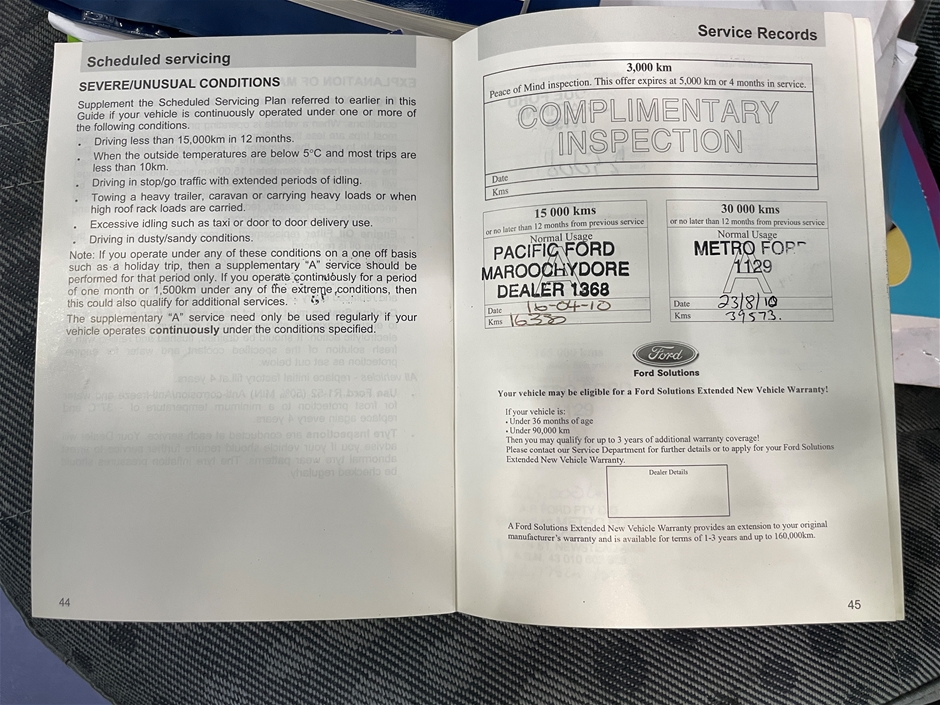 Scheduled servicing
SEVERE/UNUSUAL CONDITIONS
Supplement the Scheduled Servicing Plan referred to earlier in this
Guide if your vehicle is continuously operated under one or more of
the following conditions.
. Driving less than 15,000km in 12 months.
. When the outside temperatures are below 5°C and most trips are
less than 10km.
. Driving in stop/go traffic with extended periods of idling.
. Towing a heavy trailer, caravan or carrying heavy loads or when
high roof rack loads are carried.
. Excessive idling such as taxi or door to door delivery use.
. Driving in dusty/sandy conditions.
Note: If you operate under any of these conditions on a one off basis
such as a holiday trip, then a supplementary "A" service should be
performed for that period only. If you operate continously for a period
of one month or 1,500km under any of the extreme conditions, then
this could also qualify for additional services.
The supplementary "A" service need only be used regularly if your
vehicle operates continuously under the conditions specified.
44
Service Records
3,000 km
Peace of Mind inspection. This offer expires at 5,000 km or 4 months in service.
COMPLIMENTARY
INSPECTION
Date
Kms
15 000 kms
or no later than 12 months from previous service
Normal Usage
A
PACIFIC FORD
MAROOCHYDORE
DEALER 1368
Date 16-04-10
Kms 16330
30 000 kms
or no later than 12 months from previous service
Normal Usage
A
METRO FORD
1129
Date 23/8/10
Kms 39573.
Ford
Ford Solutions
Your vehicle may be eligible for a Ford Solutions Extended New Vehicle Warranty!
If your vehicle is:
• Under 36 months of age
• Under 90,000 km
Then you may qualify for up to 3 years of additional warranty coverage!
Please contact our Service Department for further details or to apply for your Ford Solutions
Extended New Vehicle Warranty.
Dealer Details
A Ford Solutions Extended New Vehicle Warranty provides an extension to your original
manufacturer's warranty and is available for terms of 1-3 years and up to 160,000km.
45